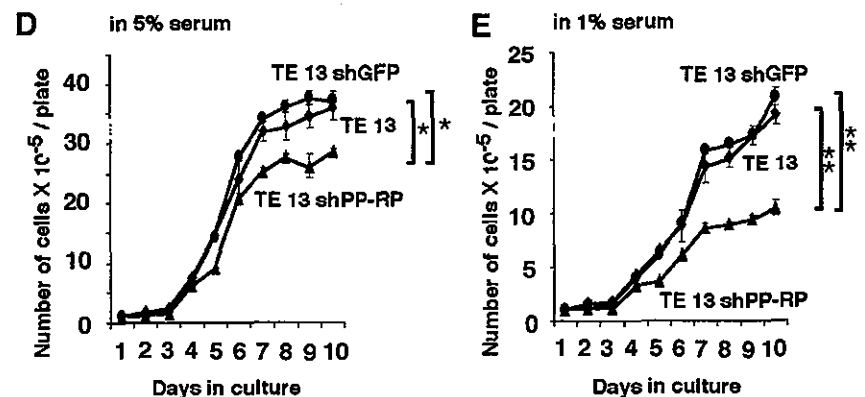 D in 5% serum
Number of cells X 10⁻⁵ / plate
40
30
20
10
0
TE 13 shGFP
TE 13
TE 13 shPP-RP
*
*
1 2 3 4 5 6 7 8 9 10
Days in culture
E in 1% serum
Number of cells X 10⁻⁵ / plate
25
20
15
10
5
0
TE 13 shGFP
TE 13
TE 13 shPP-RP
**
**
1 2 3 4 5 6 7 8 9 10
Days in culture